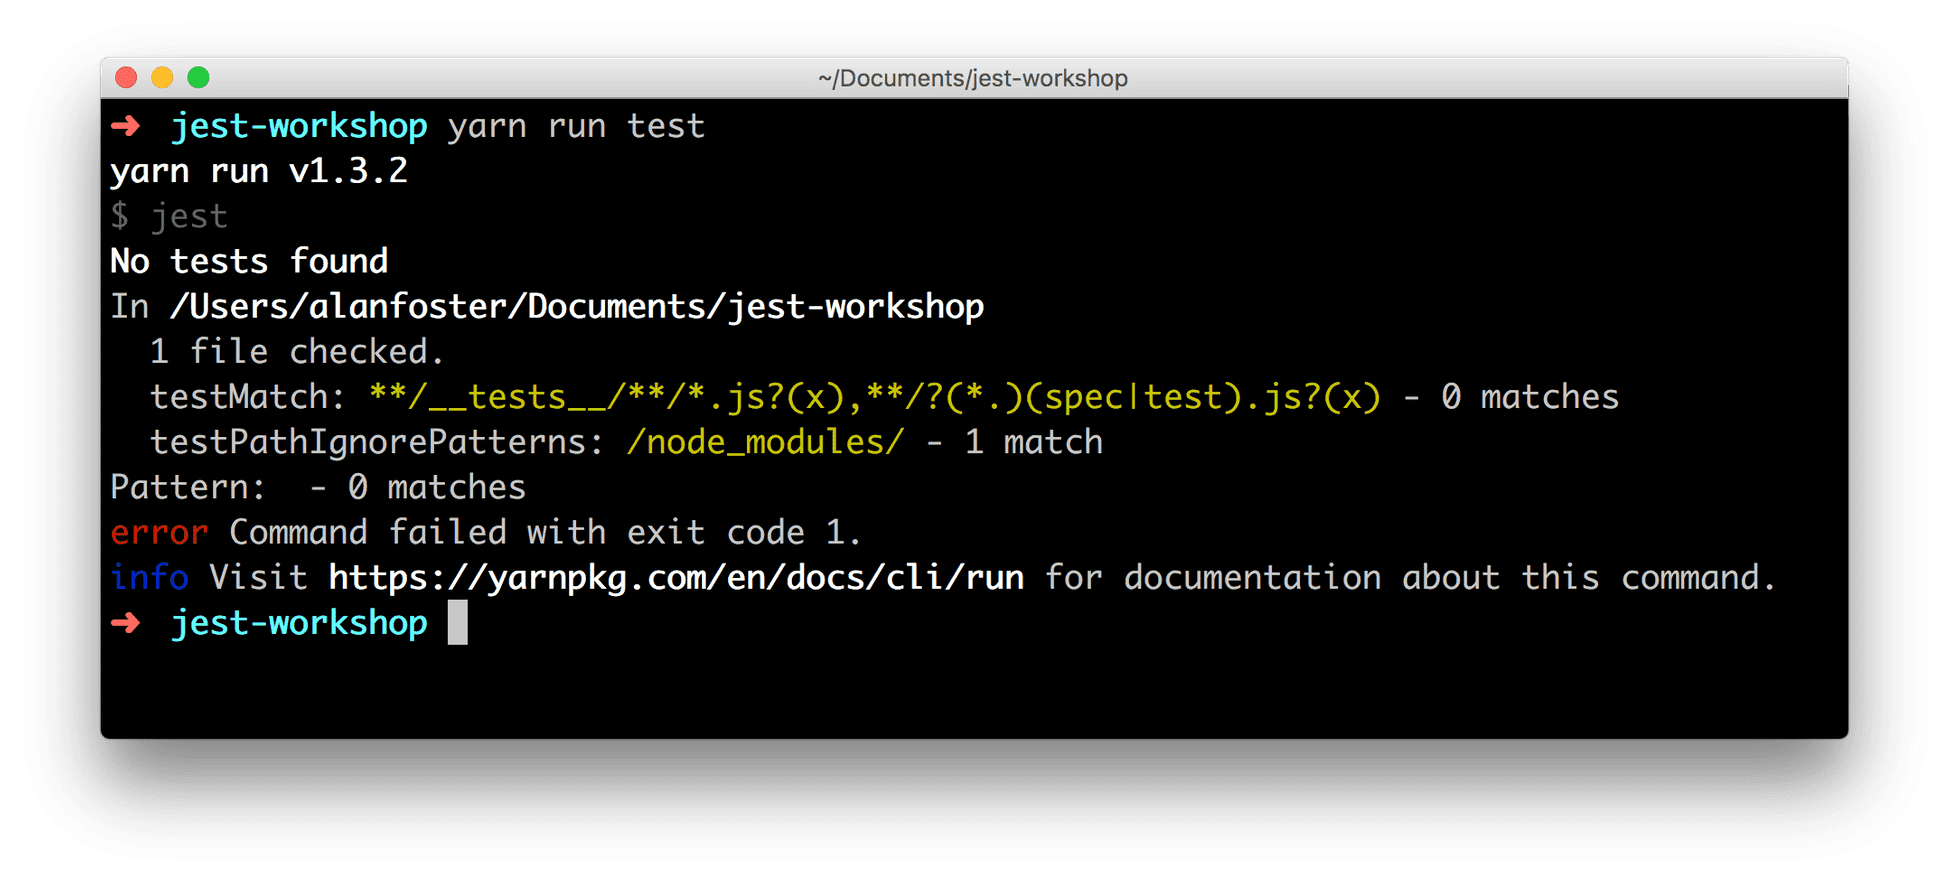 ~/Documents/jest-workshop
➜ jest-workshop yarn run test
yarn run v1.3.2
$ jest
No tests found
In /Users/alanfoster/Documents/jest-workshop
  1 file checked.
  testMatch: **/__tests__/**/*.js?(x),**/?(*.)(spec|test).js?(x) - 0 matches
  testPathIgnorePatterns: /node_modules/ - 1 match
Pattern:  - 0 matches
error Command failed with exit code 1.
info Visit https://yarnpkg.com/en/docs/cli/run for documentation about this command.
➜ jest-workshop